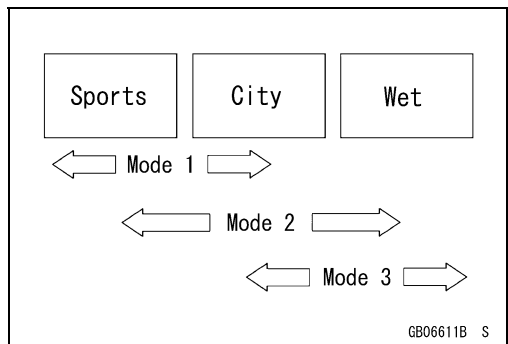 Sports City Wet
Mode 1
Mode 2
Mode 3
GB06611B S